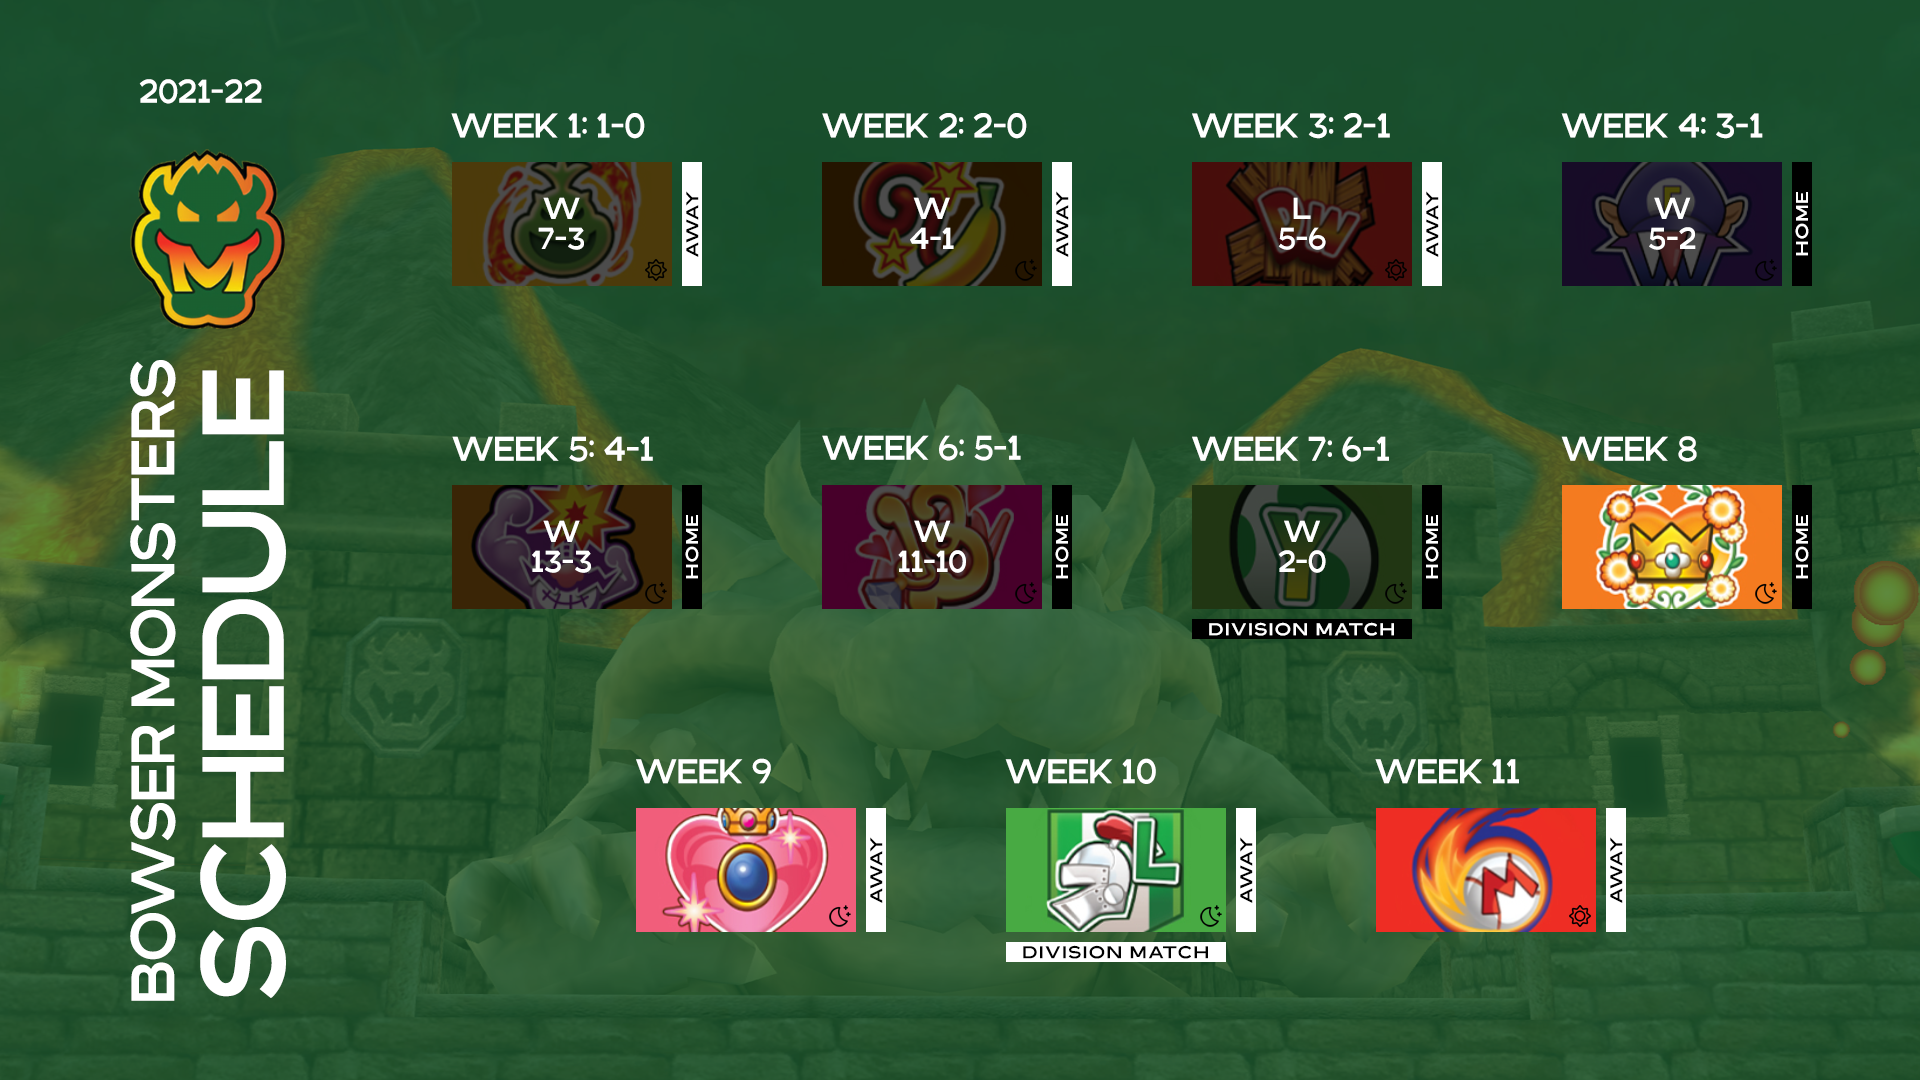 2021-22
BOWSER MONSTERS
SCHEDULE
M
WEEK 1: 1-0
W
7-3
AWAY
WEEK 2: 2-0
W
4-1
AWAY
WEEK 3: 2-1
L
5-6
AWAY
WEEK 4: 3-1
W
5-2
HOME
WEEK 5: 4-1
W
13-3
HOME
WEEK 6: 5-1
W
11-10
HOME
WEEK 7: 6-1
Y
W
2-0
HOME
DIVISION MATCH
WEEK 8
HOME
WEEK 9
AWAY
WEEK 10
L
AWAY
DIVISION MATCH
WEEK 11
M
AWAY